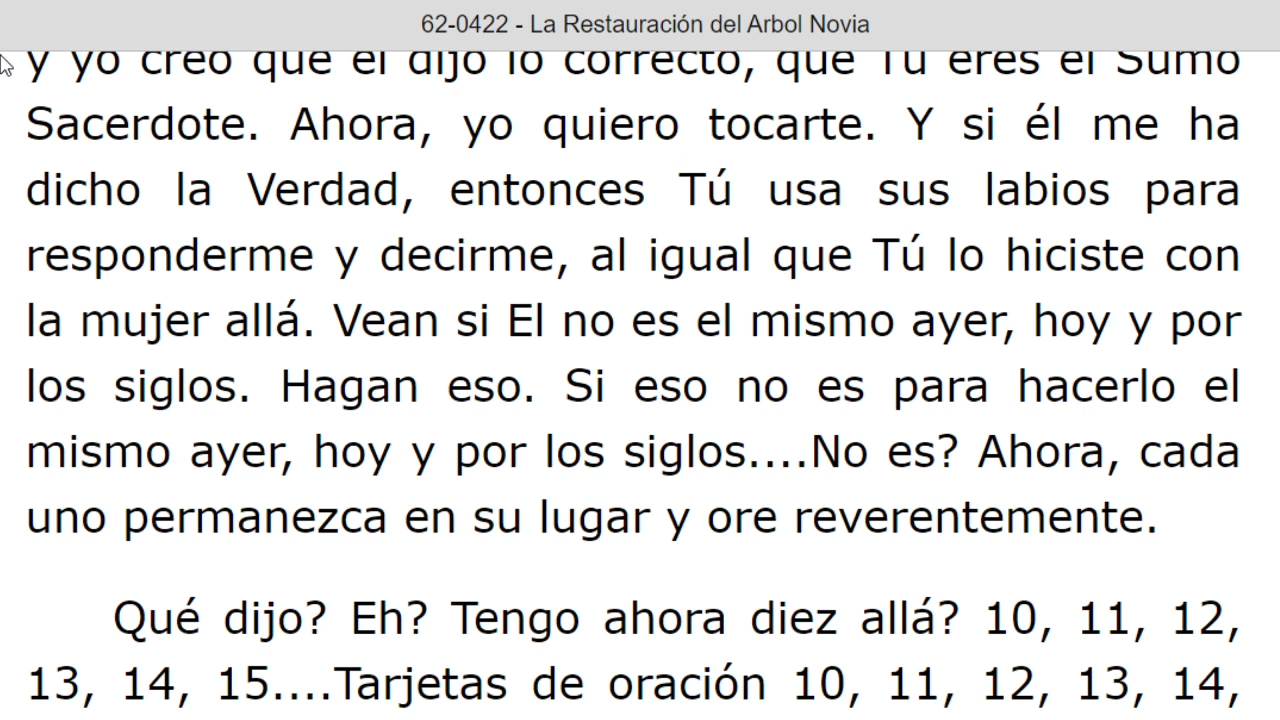 62-0422 - La Restauración del Arbol Novia
y yo creo que él dijo lo correcto, que Tú eres el Sumo
Sacerdote. Ahora, yo quiero tocarte. Y si él me ha
dicho la Verdad, entonces Tú usa sus labios para
responderme y decirme, al igual que Tú lo hiciste con
la mujer allá. Vean si El no es el mismo ayer, hoy y por
los siglos. Hagan eso. Si eso no es para hacerlo el
mismo ayer, hoy y por los siglos....No es? Ahora, cada
uno permanezca en su lugar y ore reverentemente.
Qué dijo? Eh? Tengo ahora diez allá? 10, 11, 12,
13, 14, 15....Tarjetas de oración 10, 11, 12, 13, 14,